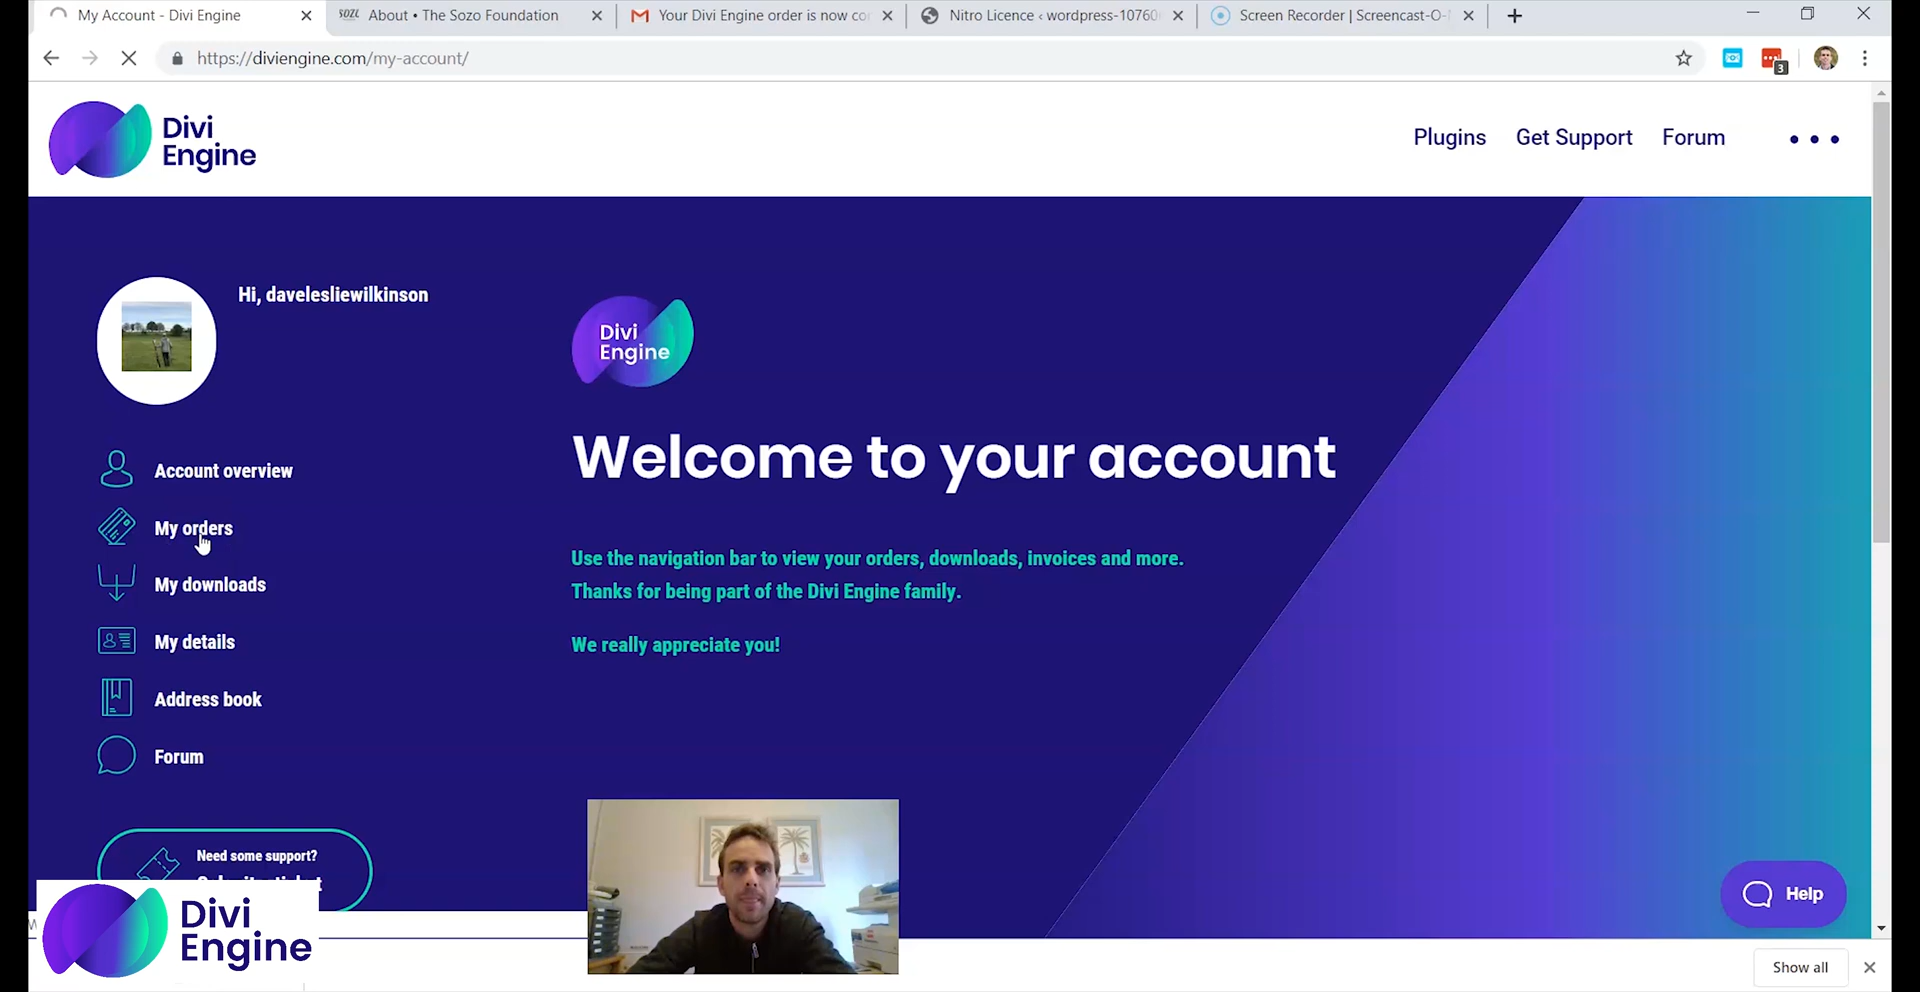 My Account - Divi Engine
SOZO About • The Sozo Foundation
Your Divi Engine order is now co
Nitro Licence ‹ wordpress-10760
Screen Recorder | Screencast-O-
https://diviengine.com/my-account/
3
Divi
Engine
Plugins
Get Support
Forum
Hi, davelesliewilkinson
Divi
Engine
Account overview
My orders
My downloads
My details
Address book
Forum
Welcome to your account
Use the navigation bar to view your orders, downloads, invoices and more.
Thanks for being part of the Divi Engine family.
We really appreciate you!
Need some support?
Help
Divi
Engine
Show all